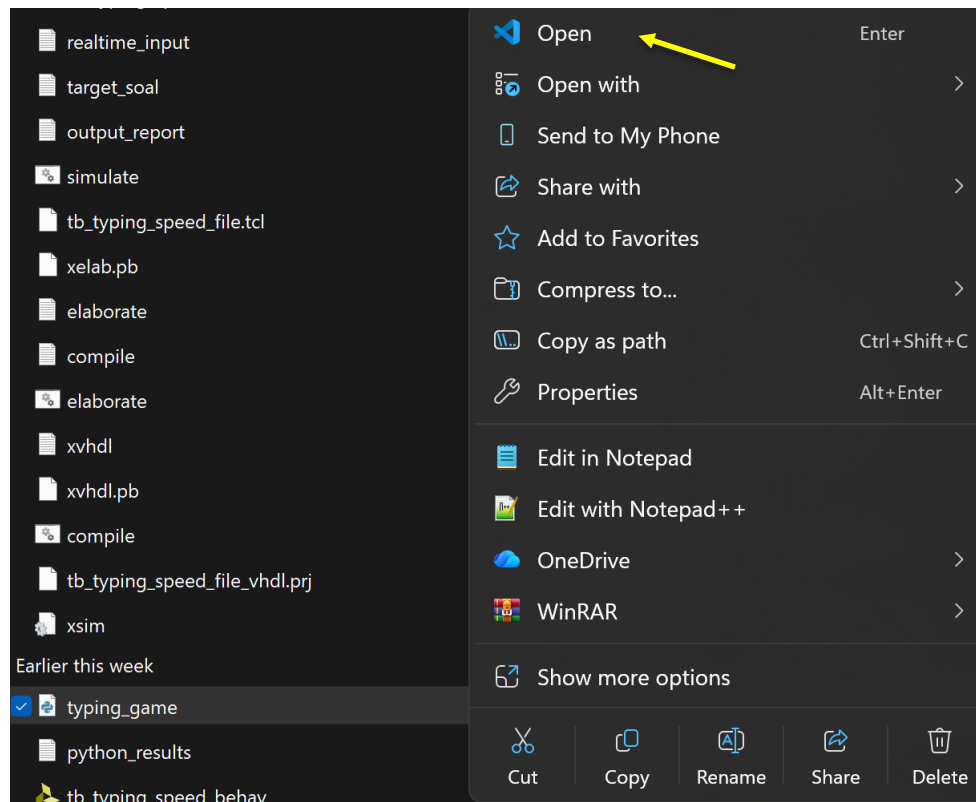 realtime_input
target_soal
output_report
simulate
tb_typing_speed_file.tcl
xelab.pb
elaborate
compile
elaborate
xvhdl
xvhdl.pb
compile
tb_typing_speed_file_vhdl.prj
xsim
Earlier this week
typing_game
python_results
tb_typing_speed_behav
Open Enter
Open with
Send to My Phone
Share with
Add to Favorites
Compress to...
Copy as path Ctrl+Shift+C
Properties Alt+Enter
Edit in Notepad
Edit with Notepad++
OneDrive
WinRAR
Show more options
Cut Copy Rename Share Delete